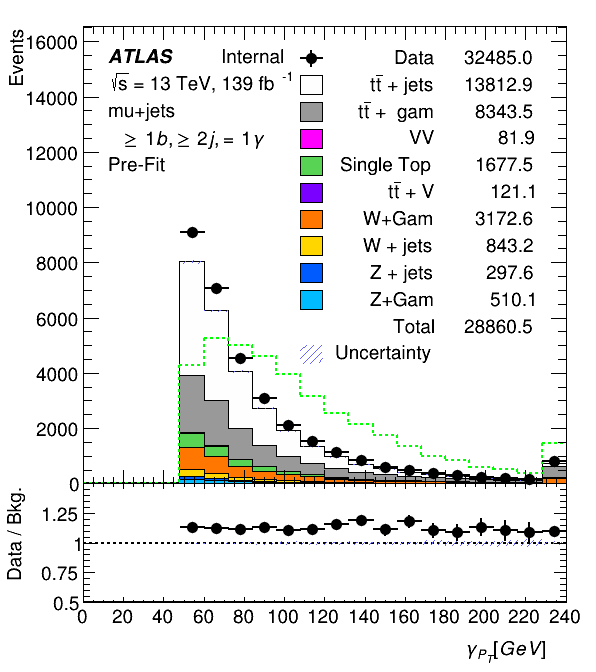 Events
16000
14000
12000
10000
8000
6000
4000
2000
0
ATLAS Internal
√s = 13 TeV, 139 fb⁻¹
mu+jets
≥ 1b, ≥ 2j, = 1γ
Pre-Fit
Data 32485.0
tt̄ + jets 13812.9
tt̄ + gam 8343.5
VV 81.9
Single Top 1677.5
tt̄ + V 121.1
W+Gam 3172.6
W + jets 843.2
Z + jets 297.6
Z+Gam 510.1
Total 28860.5
Uncertainty
Data / Bkg.
1.25
1
0.75
0.5
0 20 40 60 80 100 120 140 160 180 200 220 240
γ_{P_T}[GeV]